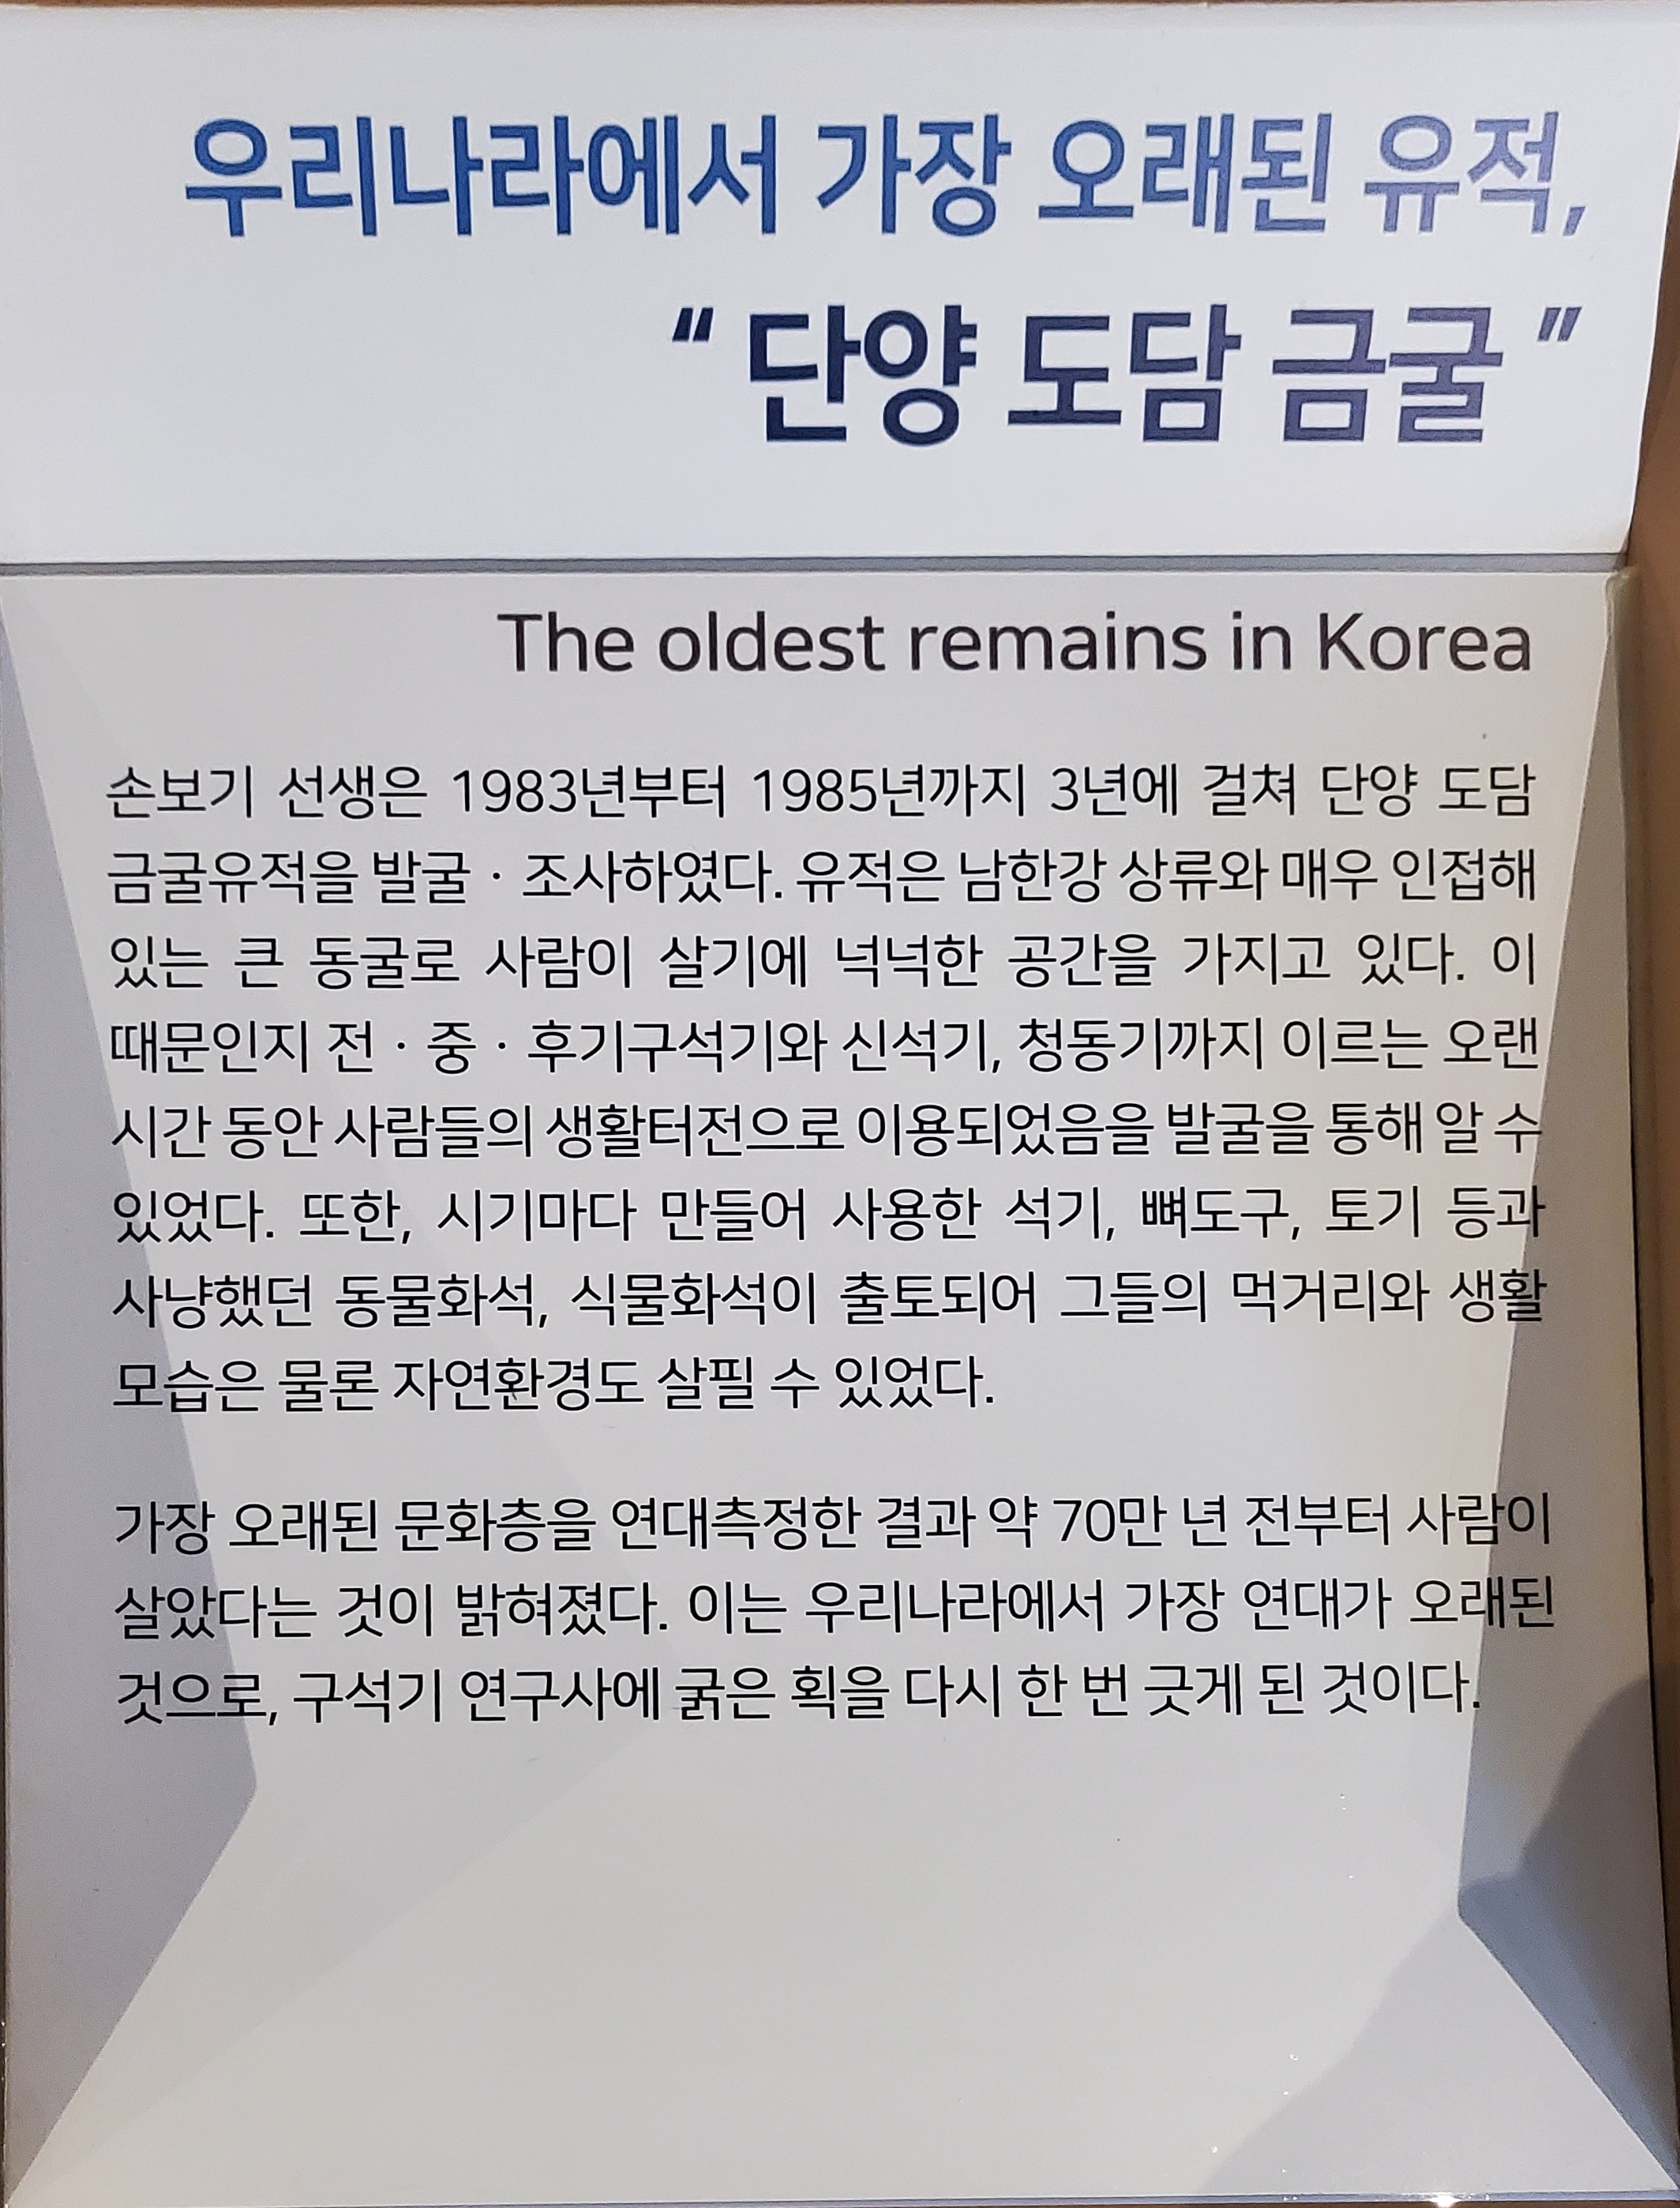 우리나라에서 가장 오래된 유적,
“ 단양 도담 금굴 ”
The oldest remains in Korea
손보기 선생은 1983년부터 1985년까지 3년에 걸쳐 단양 도담
금굴유적을 발굴 · 조사하였다. 유적은 남한강 상류와 매우 인접해
있는 큰 동굴로 사람이 살기에 넉넉한 공간을 가지고 있다. 이
때문인지 전 · 중 · 후기구석기와 신석기, 청동기까지 이르는 오랜
시간 동안 사람들의 생활터전으로 이용되었음을 발굴을 통해 알 수
있었다. 또한, 시기마다 만들어 사용한 석기, 뼈도구, 토기 등과
사냥했던 동물화석, 식물화석이 출토되어 그들의 먹거리와 생활
모습은 물론 자연환경도 살필 수 있었다.
가장 오래된 문화층을 연대측정한 결과 약 70만 년 전부터 사람이
살았다는 것이 밝혀졌다. 이는 우리나라에서 가장 연대가 오래된
것으로, 구석기 연구사에 굵은 획을 다시 한 번 긋게 된 것이다.